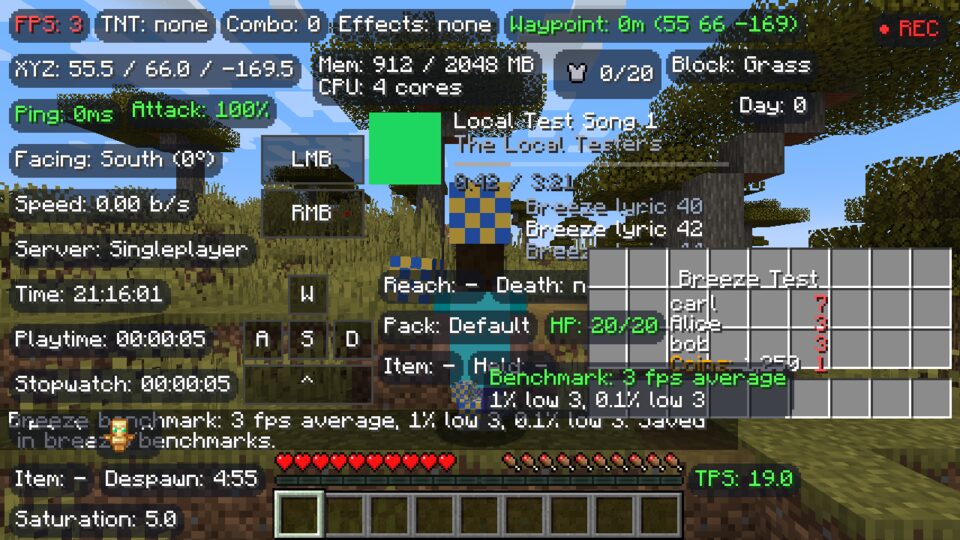 FPS: 3
TNT: none
Combo: 0
Effects: none
Waypoint: 0m (55 66 -169)
REC
XYZ: 55.5 / 66.0 / -169.5
Mem: 912 / 2048 MB
CPU: 4 cores
0/20
Block: Grass
Ping: 0ms
Attack: 100%
Day: 0
Local Test Song 1
The Local Testers
0:42 / 3:21
Facing: South (0°)
LMB
Speed: 0.00 b/s
RMB
Breeze lyric 40
Breeze lyric 42
Breeze
Server: Singleplayer
Reach: - Death: n
Breeze Test
carl 7
Alice 3
bob 3
Coins: 1,250 1
Time: 21:16:01
W
Pack: Default
HP: 20/20
Playtime: 00:00:05
A S D
Item: -
Stopwatch: 00:00:05
^
Benchmark: 3 fps average
1% low 3, 0.1% low 3
Breeze benchmark: 3 fps average, 1% low 3, 0.1% low 3. Saved
in breeze benchmarks.
Item: -
Despawn: 4:55
TPS: 19.0
Saturation: 5.0